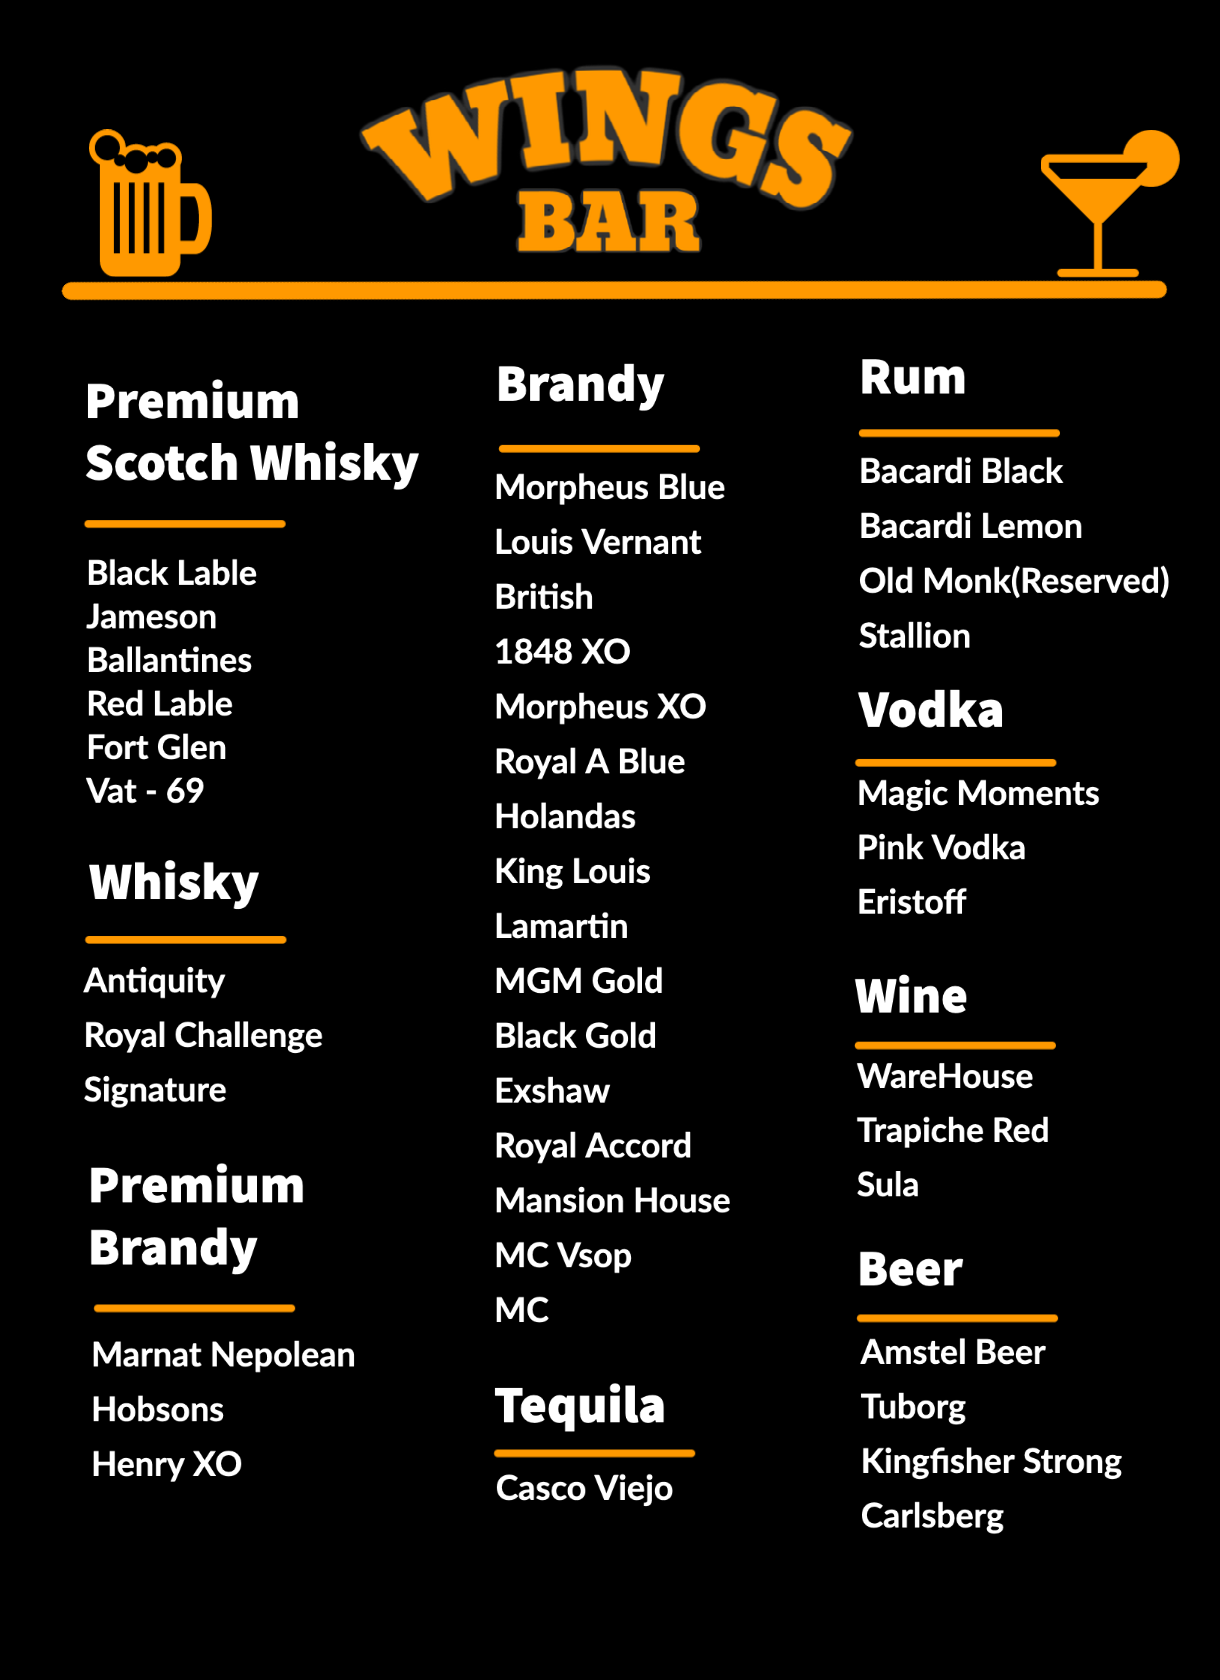 WINGS
BAR
Premium
Scotch Whisky
Black Lable
Jameson
Ballantines
Red Lable
Fort Glen
Vat - 69
Whisky
Antiquity
Royal Challenge
Signature
Premium
Brandy
Marnat Nepolean
Hobsons
Henry XO
Brandy
Morpheus Blue
Louis Vernant
British
1848 XO
Morpheus XO
Royal A Blue
Holandas
King Louis
Lamartin
MGM Gold
Black Gold
Exshaw
Royal Accord
Mansion House
MC Vsop
MC
Tequila
Casco Viejo
Rum
Bacardi Black
Bacardi Lemon
Old Monk(Reserved)
Stallion
Vodka
Magic Moments
Pink Vodka
Eristoff
Wine
WareHouse
Trapiche Red
Sula
Beer
Amstel Beer
Tuborg
Kingfisher Strong
Carlsberg